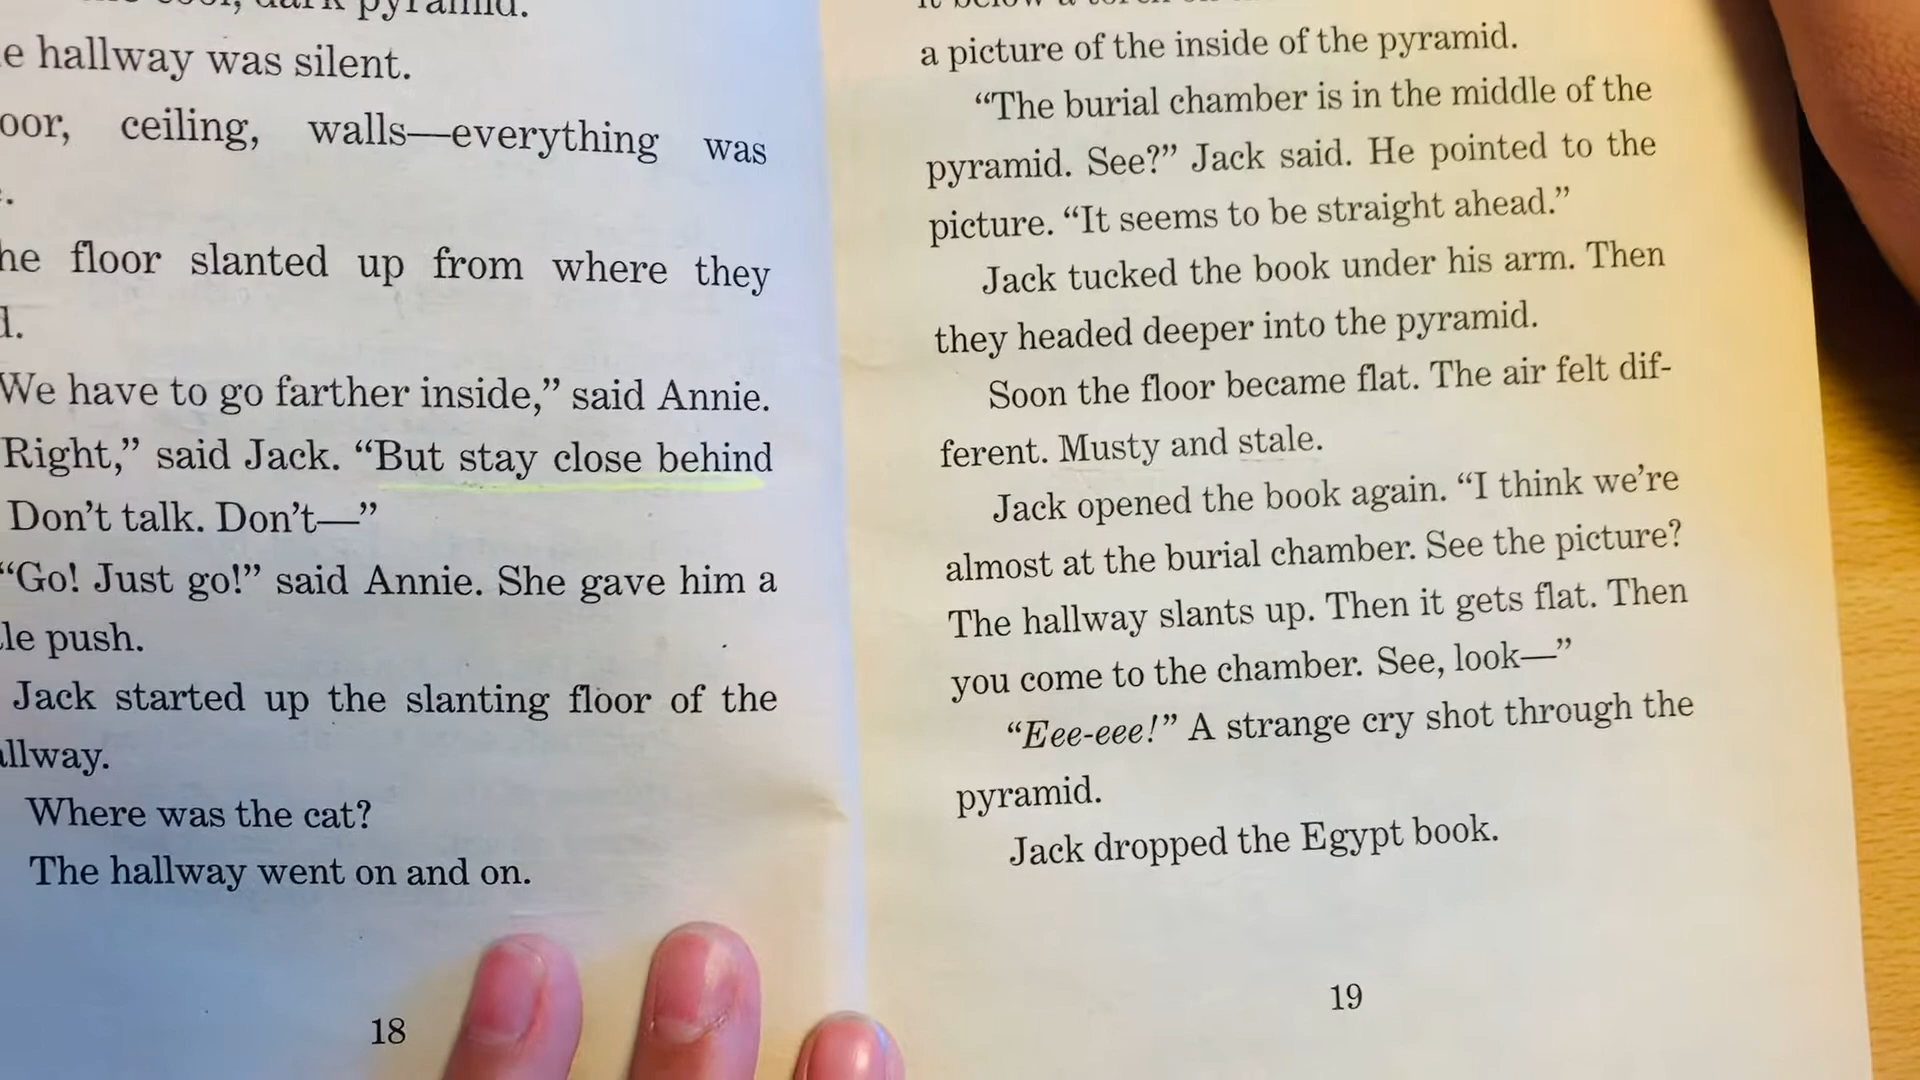 pyramid.
hallway was silent.
ceiling, walls—everything was
floor slanted up from where they
We have to go farther inside,” said Annie.
Right,” said Jack. “But stay close behind
Don’t talk. Don’t—”
“Go! Just go!” said Annie. She gave him a
push.
Jack started up the slanting floor of the
Where was the cat?
The hallway went on and on.
18
a picture of the inside of the pyramid.
“The burial chamber is in the middle of the
pyramid. See?” Jack said. He pointed to the
picture. “It seems to be straight ahead.”
Jack tucked the book under his arm. Then
they headed deeper into the pyramid.
Soon the floor became flat. The air felt dif-
ferent. Musty and stale.
Jack opened the book again. “I think we’re
almost at the burial chamber. See the picture?
The hallway slants up. Then it gets flat. Then
you come to the chamber. See, look—”
“Eee-eee!” A strange cry shot through the
pyramid.
Jack dropped the Egypt book.
19